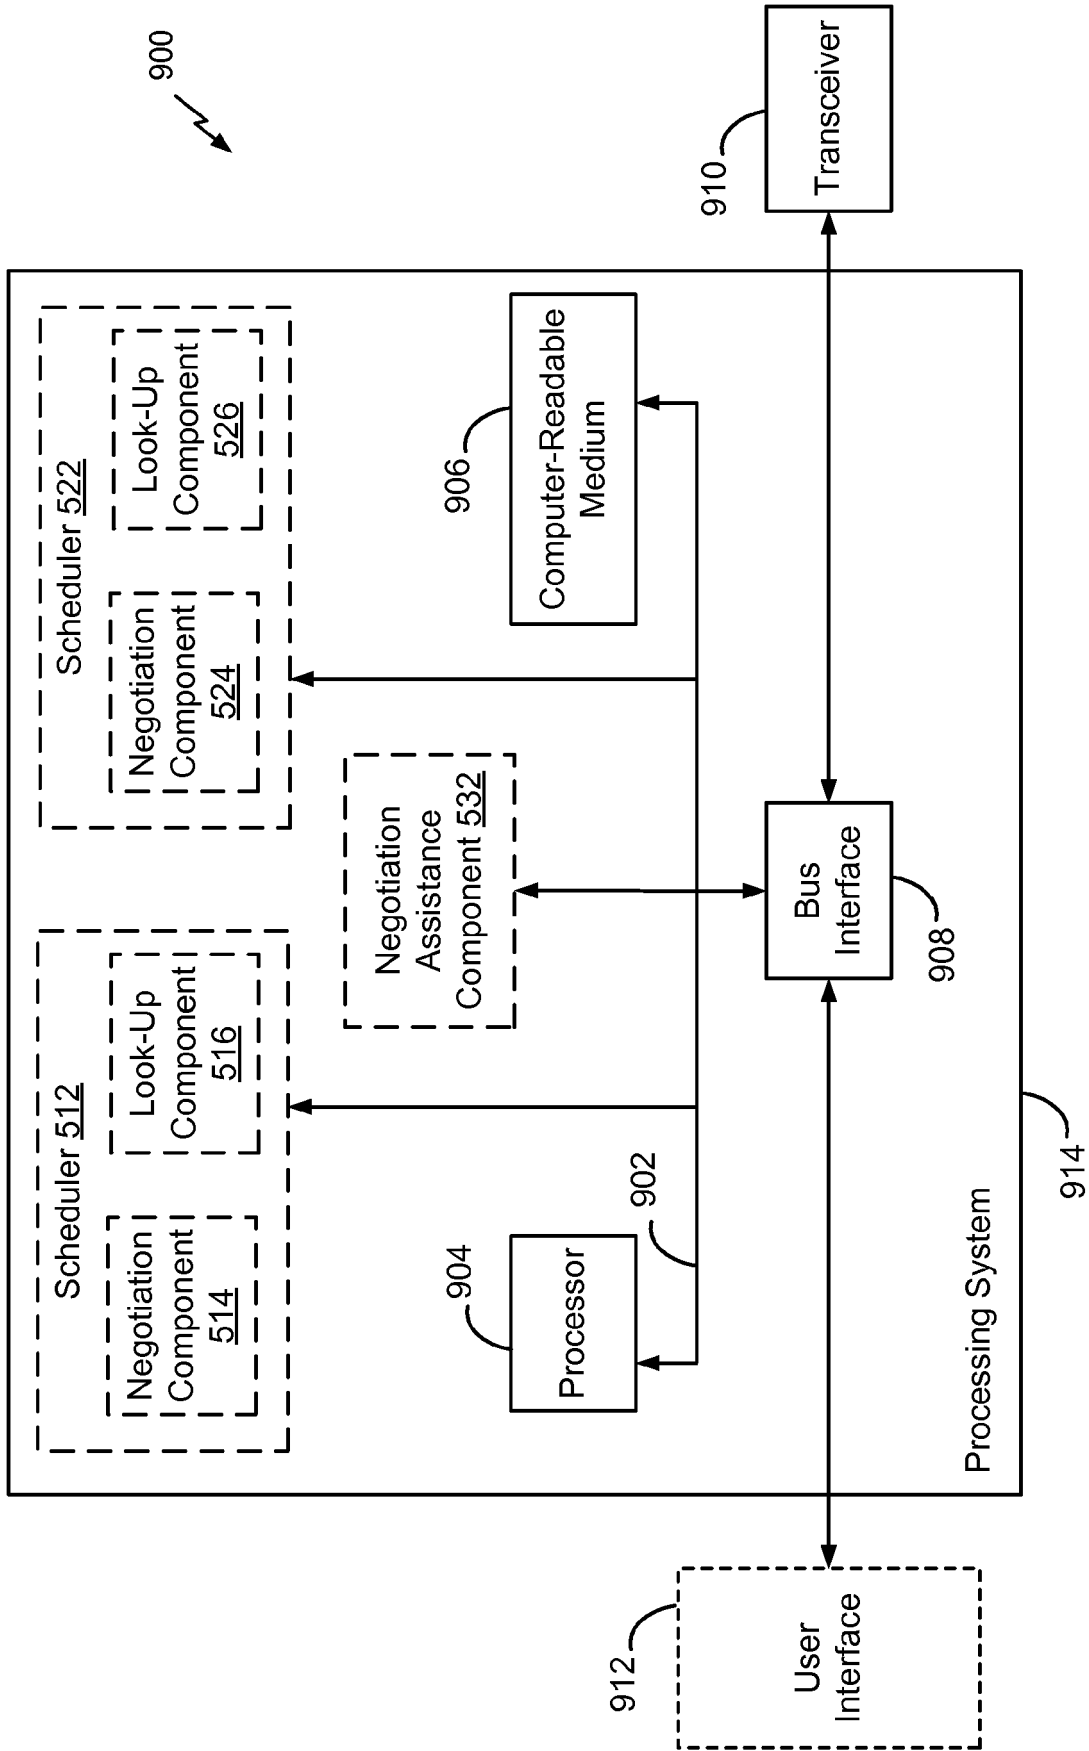 900
Scheduler 512
Negotiation
Component
514
Look-Up
Component
516
Scheduler 522
Negotiation
Component
524
Look-Up
Component
526
Negotiation
Assistance
Component 532
904
Processor
902
906
Computer-Readable
Medium
912
User
Interface
Bus
Interface
908
910
Transceiver
Processing System
914